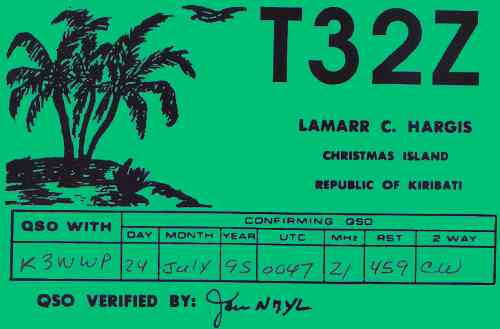 T32Z
LAMARR C. HARGIS
CHRISTMAS ISLAND
REPUBLIC OF KIRIBATI
QSO WITH CONFIRMING QSO
DAY MONTH YEAR UTC MHz RST 2 WAY
K3WWP 24 July 95 0047 21 459 CW
QSO VERIFIED BY: